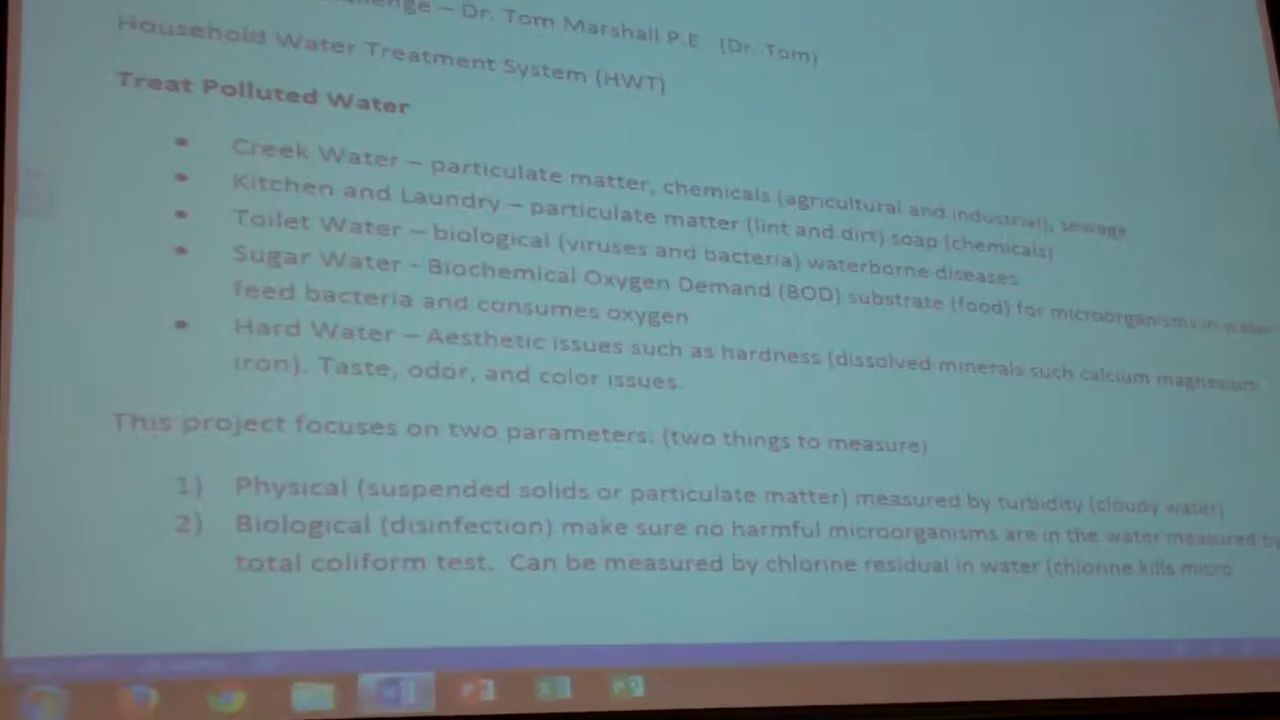 – Dr. Tom Marshall P.E (Dr. Tom)
Household Water Treatment System (HWT)
Treat Polluted Water
• Creek Water – particulate matter, chemicals (agricultural and industrial), sewage
• Kitchen and Laundry – particulate matter (lint and dirt) soap (chemicals)
• Toilet Water – biological (viruses and bacteria) waterborne diseases
• Sugar Water - Biochemical Oxygen Demand (BOD) substrate (food) for microorganisms in water
feed bacteria and consumes oxygen
• Hard Water – Aesthetic issues such as hardness (dissolved minerals such calcium magnesium
iron). Taste, odor, and color issues.
This project focuses on two parameters. (two things to measure)
1) Physical (suspended solids or particulate matter) measured by turbidity (cloudy water)
2) Biological (disinfection) make sure no harmful microorganisms are in the water measured by
total coliform test. Can be measured by chlorine residual in water (chlorine kills micro